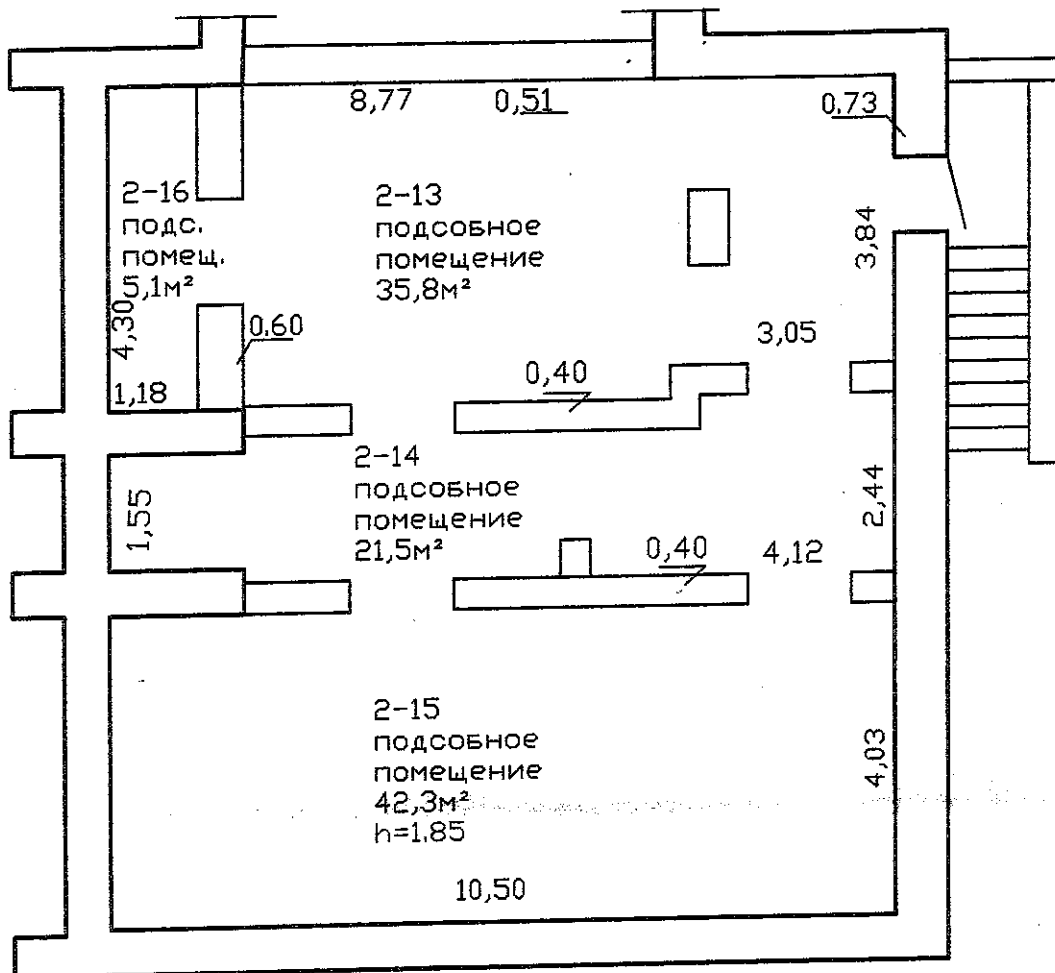 8,77
0,51
0.73
2-16
подс.
помещ.
5,1м²
2-13
подсобное
помещение
35,8м²
3,84
4,30
0.60
3,05
1,18
0,40
2-14
подсобное
помещение
21,5м²
1,55
2,44
0,40
4,12
2-15
подсобное
помещение
42,3м²
h=1.85
4,03
10,50